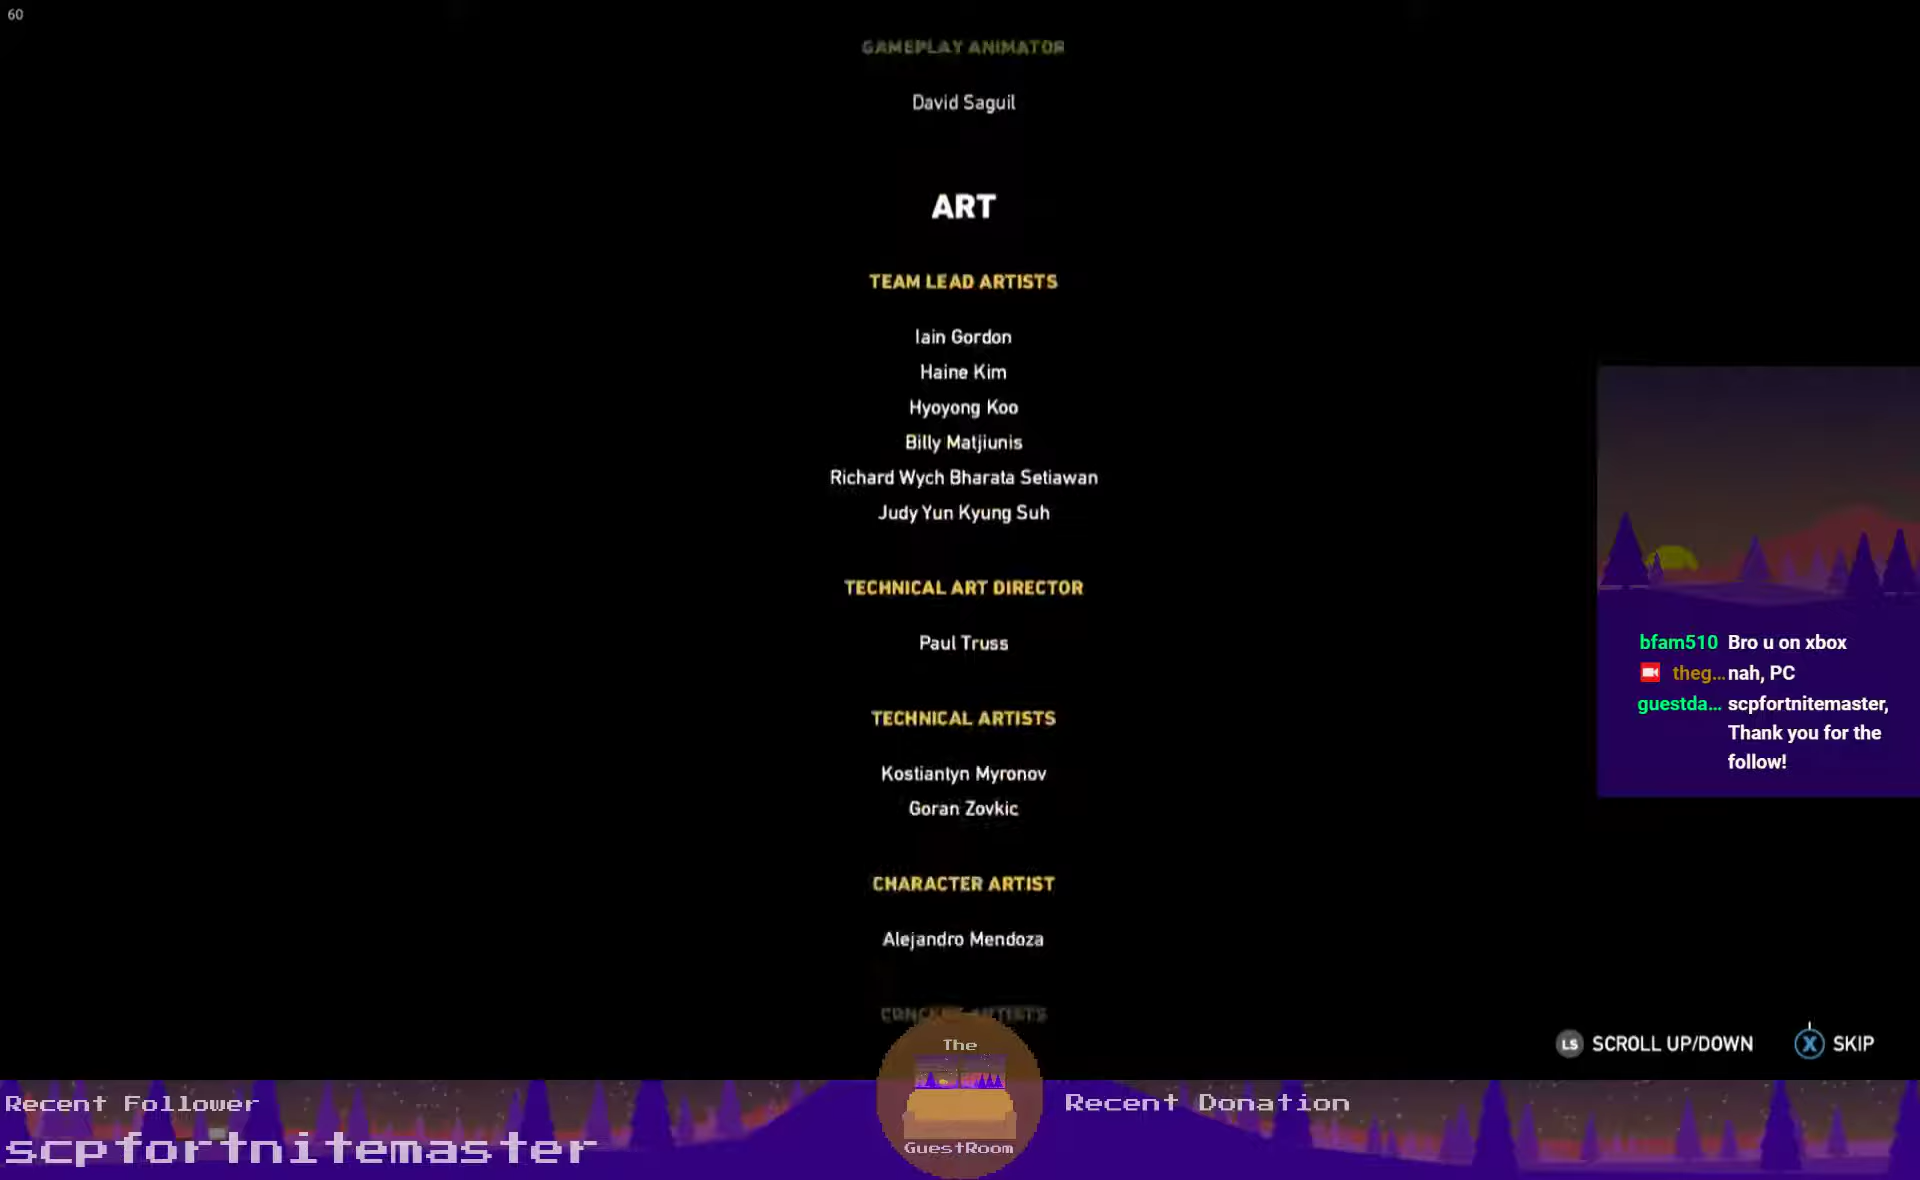 60
GAMEPLAY ANIMATOR
David Saguil
ART
TEAM LEAD ARTISTS
Iain Gordon
Haine Kim
Hyoyong Koo
Billy Matjiunis
Richard Wych Bharata Setiawan
Judy Yun Kyung Suh
TECHNICAL ART DIRECTOR
Paul Truss
TECHNICAL ARTISTS
Kostiantyn Myronov
Goran Zovkic
CHARACTER ARTIST
Alejandro Mendoza
CONCEPT ARTISTS
bfam510 Bro u on xbox
theg... nah, PC
guestda... scpfortnitemaster,
Thank you for the
follow!
LS SCROLL UP/DOWN X SKIP
Recent Follower
scpfortnitemaster
The
GuestRoom
Recent Donation